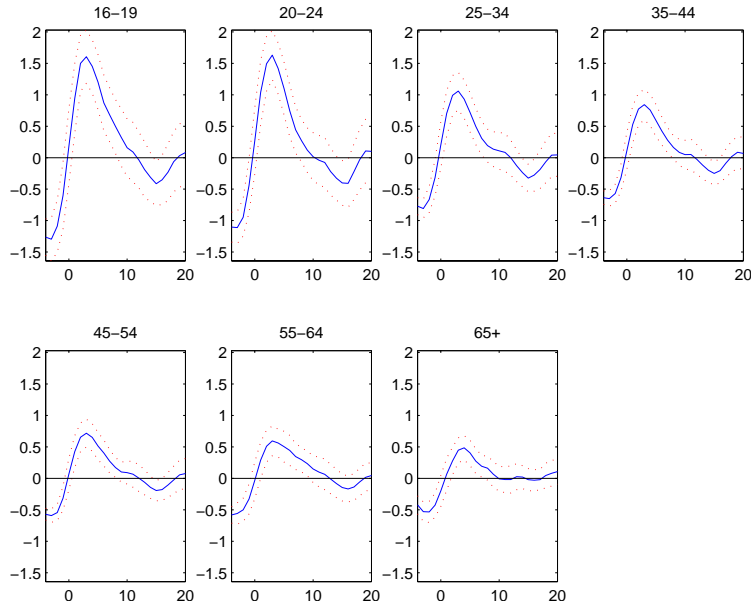 16−19 20−24 25−34 35−44
2 2 2 2
1.5 1.5 1.5 1.5
1 1 1 1
0.5 0.5 0.5 0.5
0 0 0 0
−0.5 −0.5 −0.5 −0.5
−1 −1 −1 −1
−1.5 −1.5 −1.5 −1.5
0 10 20 0 10 20 0 10 20 0 10 20
45−54 55−64 65+
2 2 2
1.5 1.5 1.5
1 1 1
0.5 0.5 0.5
0 0 0
−0.5 −0.5 −0.5
−1 −1 −1
−1.5 −1.5 −1.5
0 10 20 0 10 20 0 10 20